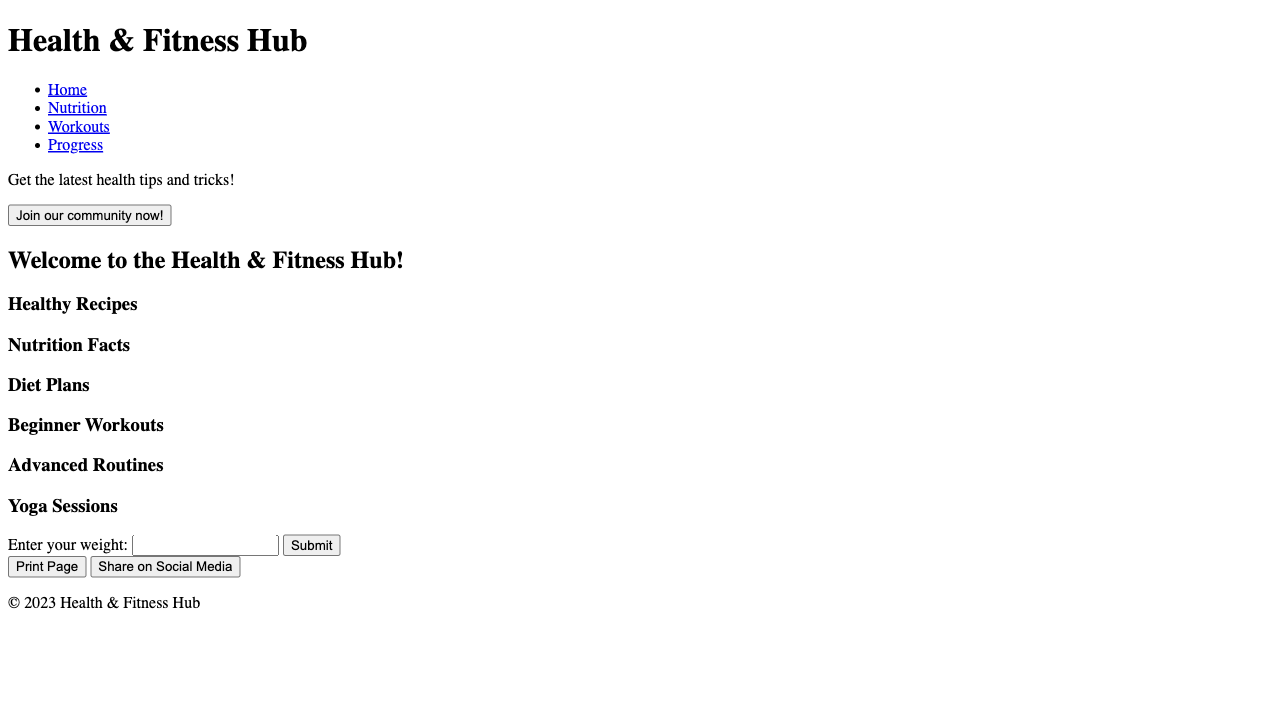 Health & Fitness Hub
Home
Nutrition
Workouts
Progress
Get the latest health tips and tricks!
Join our community now!
Welcome to the Health & Fitness Hub!
Healthy Recipes
Nutrition Facts
Diet Plans
Beginner Workouts
Advanced Routines
Yoga Sessions
Enter your weight: Submit
Print Page Share on Social Media
© 2023 Health & Fitness Hub